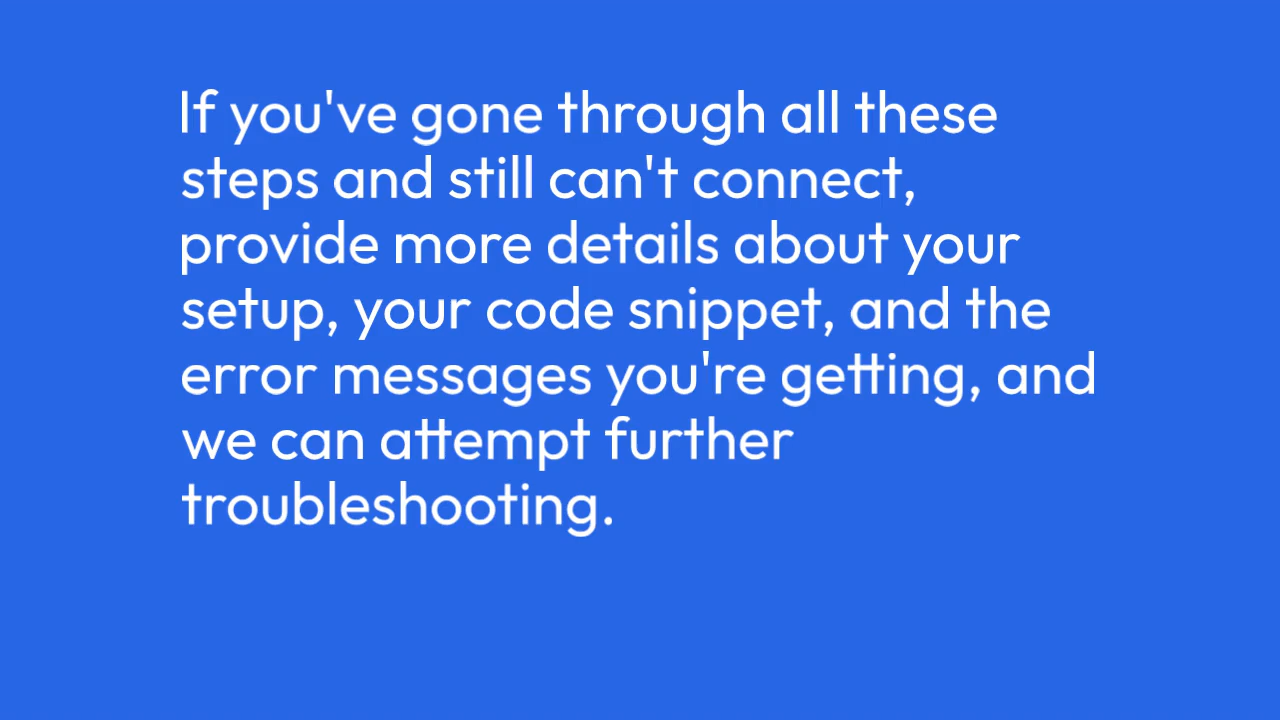 If you've gone through all these
steps and still can't connect,
provide more details about your
setup, your code snippet, and the
error messages you're getting, and
we can attempt further
troubleshooting.